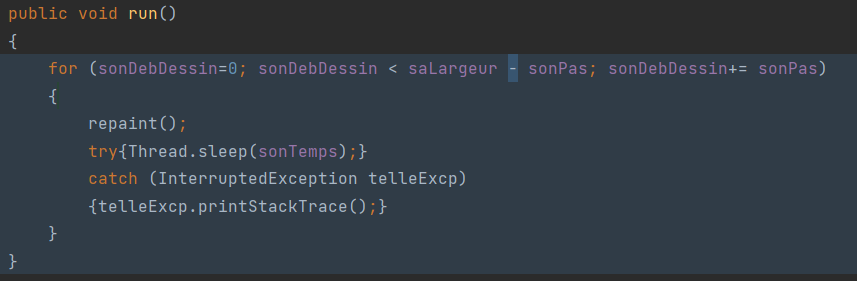 public void run()
{
for (sonDebDessin=0; sonDebDessin < saLargeur - sonPas; sonDebDessin+= sonPas)
{
repaint();
try{Thread.sleep(sonTemps);}
catch (InterruptedException telleExcp)
{telleExcp.printStackTrace();}
}
}